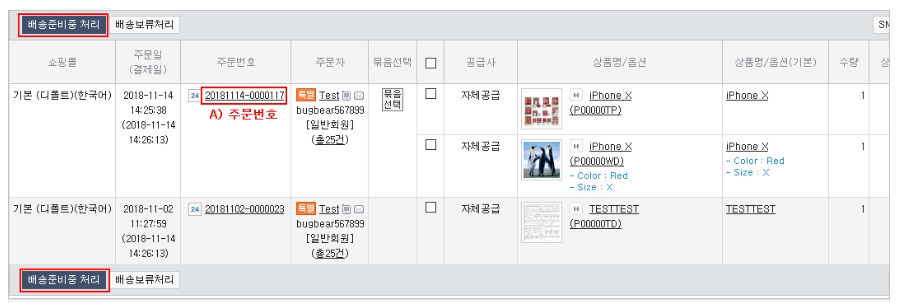 배송준비중 처리 배송보류처리 SM
쇼핑몰 주문일 (결제일) 주문번호 주문자 묶음선택 공급사 상품명/옵션 상품명/옵션(기본) 수량 상
기본 (디폴트)(한국어) 2018-11-14 24 20181114-0000117 특별 Test 묶음 자체공급 H iPhone X iPhone X 1
14:25:38 A) 주문번호 bugbear567899 선택 (P00000TP)
(2018-11-14 [일반회원]
14:26:13) (총25건)
자체공급 H iPhone X iPhone X 1
(P00000WD) - Color : Red
- Color : Red - Size : X
- Size : X
기본 (디폴트)(한국어) 2018-11-02 24 20181102-0000023 특별 Test 자체공급 H TESTTEST TESTTEST 1
11:27:59 bugbear567899 (P00000TD)
(2018-11-14 [일반회원]
14:26:13) (총25건)
배송준비중 처리 배송보류처리